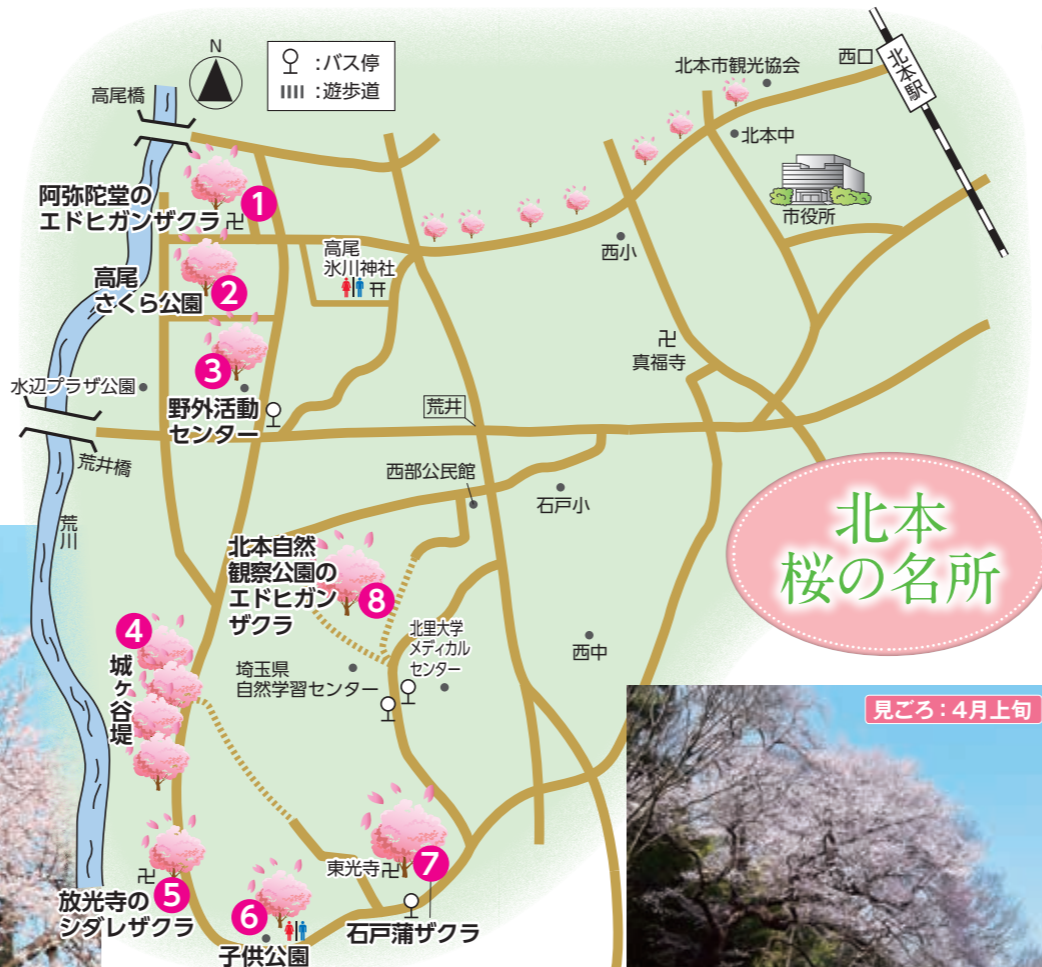 N
:バス停
:遊歩道
高尾橋
北本市観光協会
西口
北本駅
北本中
市役所
阿弥陀堂の
エドヒガンザクラ
卍
1
高尾
氷川神社
西小
高尾
さくら公園
2
3
水辺プラザ公園
野外活動
センター
卍
真福寺
荒井
荒井橋
荒川
西部公民館
石戸小
北本
桜の名所
北本自然
観察公園の
エドヒガン
ザクラ
8
4
城ヶ谷堤
北里大学
メディカル
センター
西中
埼玉県
自然学習センター
見ごろ:4月上旬
卍
5
放光寺の
シダレザクラ
東光寺卍
7
6
子供公園
石戸蒲ザクラ